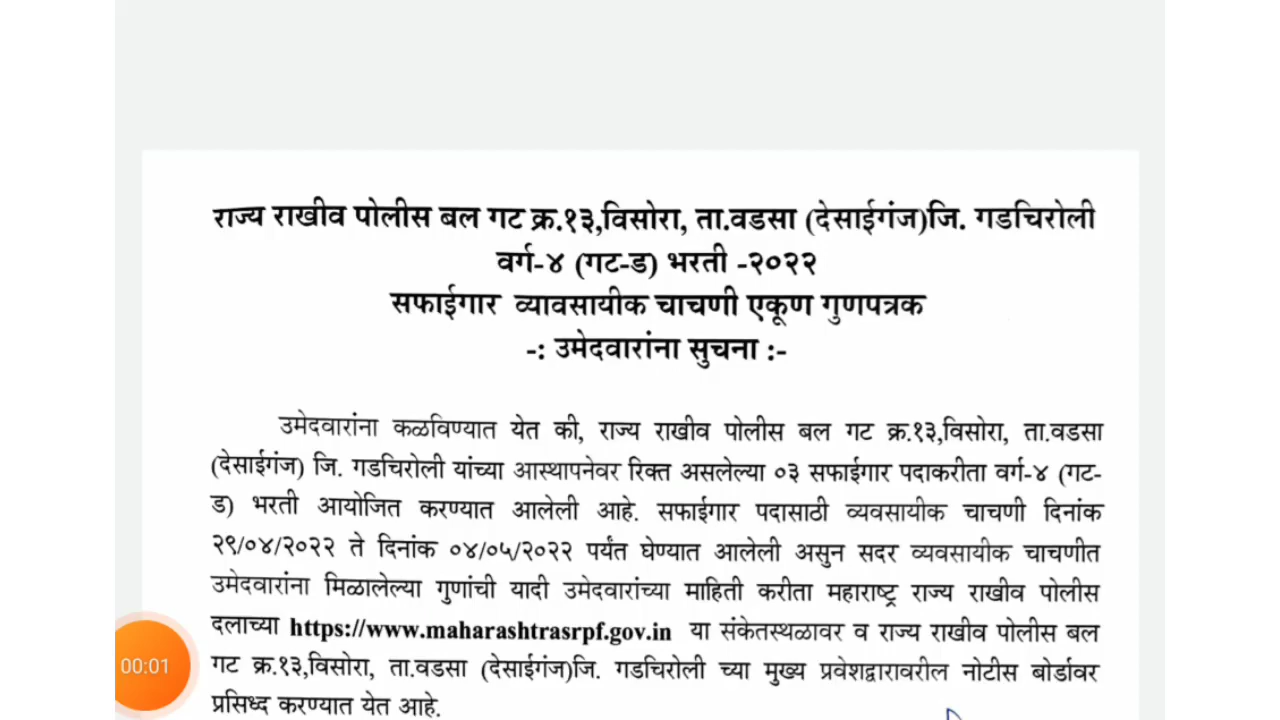 राज्य राखीव पोलीस बल गट क्र.१३,विसोरा, ता.वडसा (देसाईगंज)जि. गडचिरोली
वर्ग-४ (गट-ड) भरती -२०२२
सफाईगार व्यावसायीक चाचणी एकूण गुणपत्रक
-: उमेदवारांना सुचना :-
उमेदवारांना कळविण्यात येत की, राज्य राखीव पोलीस बल गट क्र.१३,विसोरा, ता.वडसा
(देसाईगंज) जि. गडचिरोली यांच्या आस्थापनेवर रिक्त असलेल्या ०३ सफाईगार पदाकरीता वर्ग-४ (गट-
ड) भरती आयोजित करण्यात आलेली आहे. सफाईगार पदासाठी व्यवसायीक चाचणी दिनांक
२९/०४/२०२२ ते दिनांक ०४/०५/२०२२ पर्यंत घेण्यात आलेली असुन सदर व्यवसायीक चाचणीत
उमेदवारांना मिळालेल्या गुणांची यादी उमेदवारांच्या माहिती करीता महाराष्ट्र राज्य राखीव पोलीस
दलाच्या https://www.maharashtrasrpf.gov.in या संकेतस्थळावर व राज्य राखीव पोलीस बल
गट क्र.१३,विसोरा, ता.वडसा (देसाईगंज)जि. गडचिरोली च्या मुख्य प्रवेशद्वारावरील नोटीस बोर्डावर
प्रसिध्द करण्यात येत आहे.
00:01